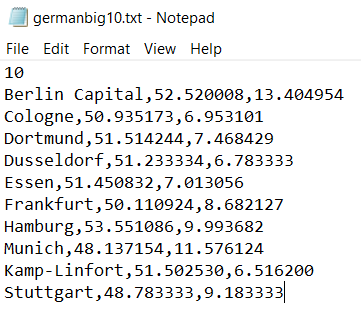 germanbig10.txt - Notepad
File Edit Format View Help
10
Berlin Capital,52.520008,13.404954
Cologne,50.935173,6.953101
Dortmund,51.514244,7.468429
Dusseldorf,51.233334,6.783333
Essen,51.450832,7.013056
Frankfurt,50.110924,8.682127
Hamburg,53.551086,9.993682
Munich,48.137154,11.576124
Kamp-Linfort,51.502530,6.516200
Stuttgart,48.783333,9.183333